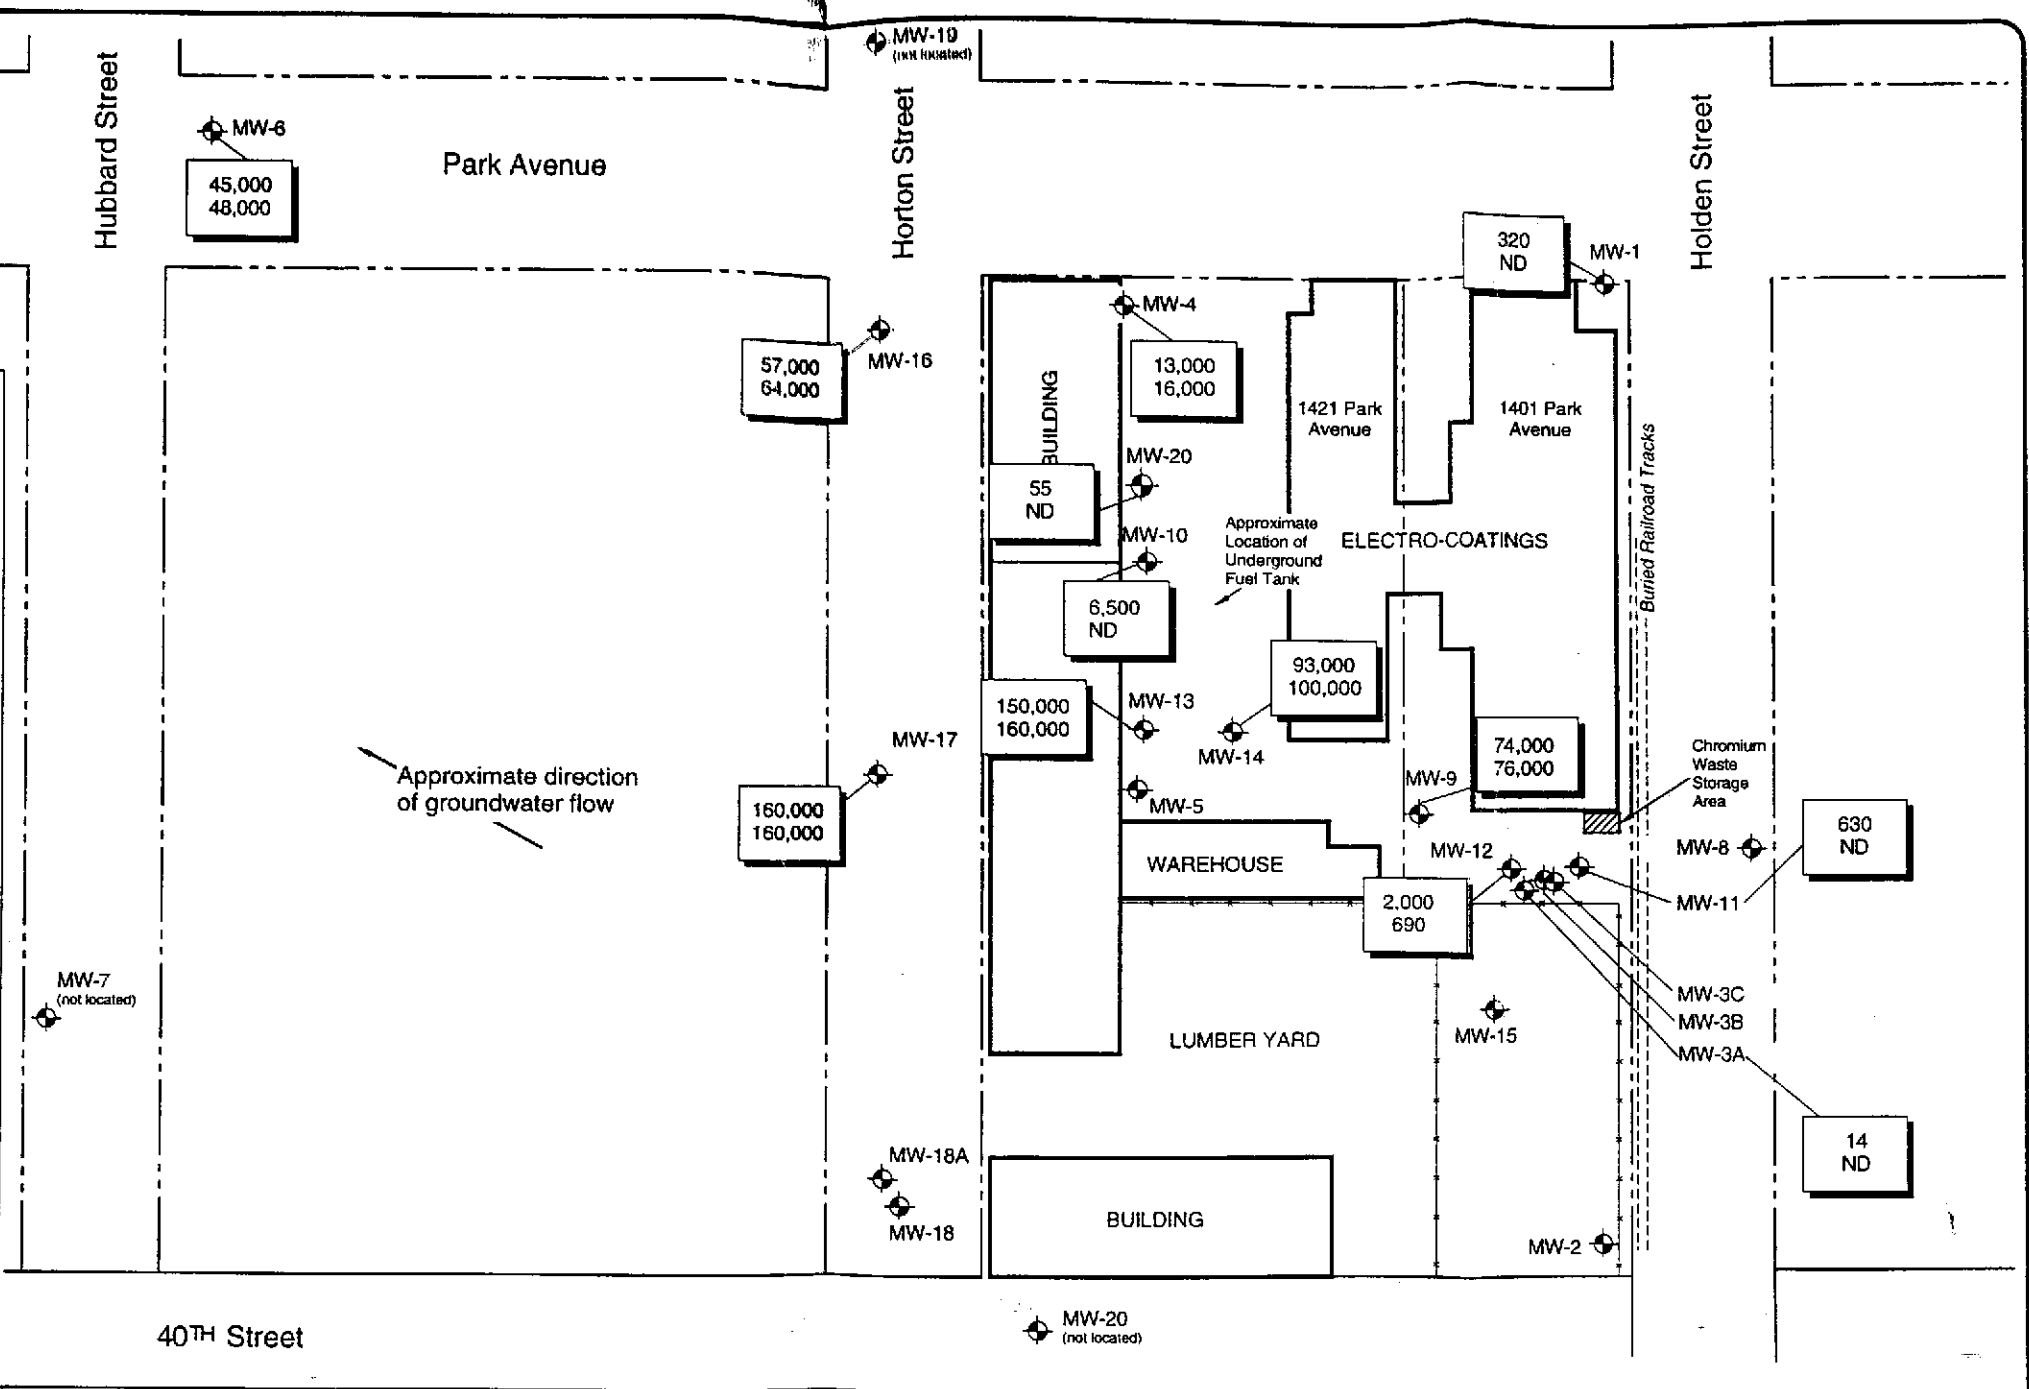 MW-19
(not located)
Hubbard Street
MW-6
45,000
48,000
Park Avenue
Horton Street
Holden Street
320
ND
MW-1
MW-4
13,000
16,000
MW-16
57,000
64,000
BUILDING
1421 Park
Avenue
1401 Park
Avenue
Buried Railroad Tracks
MW-20
55
ND
MW-10
6,500
ND
Approximate
Location of
Underground
Fuel Tank
ELECTRO-COATINGS
93,000
100,000
MW-14
150,000
160,000
MW-13
MW-5
MW-17
160,000
160,000
Approximate direction
of groundwater flow
74,000
76,000
MW-9
Chromium
Waste
Storage
Area
WAREHOUSE
MW-12
2,000
690
MW-8
630
ND
MW-11
MW-7
(not located)
MW-3C
MW-3B
MW-3A
MW-15
LUMBER YARD
14
ND
MW-18A
MW-18
BUILDING
MW-2
MW-20
(not located)
40TH Street